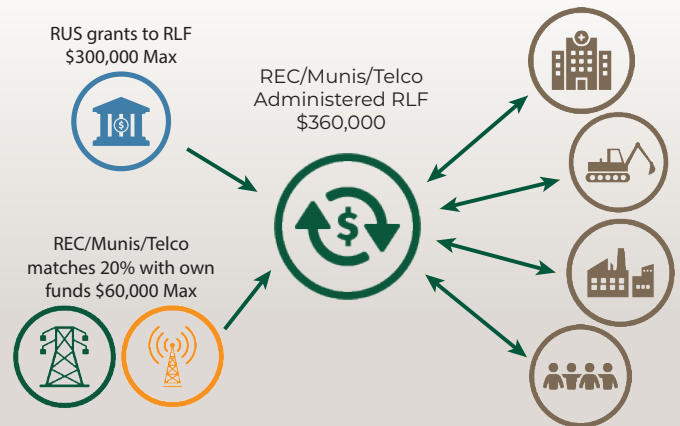 RUS grants to RLF
$300,000 Max
REC/Munis/Telco
Administered RLF
$360,000
$
$
REC/Munis/Telco
matches 20% with own
funds $60,000 Max